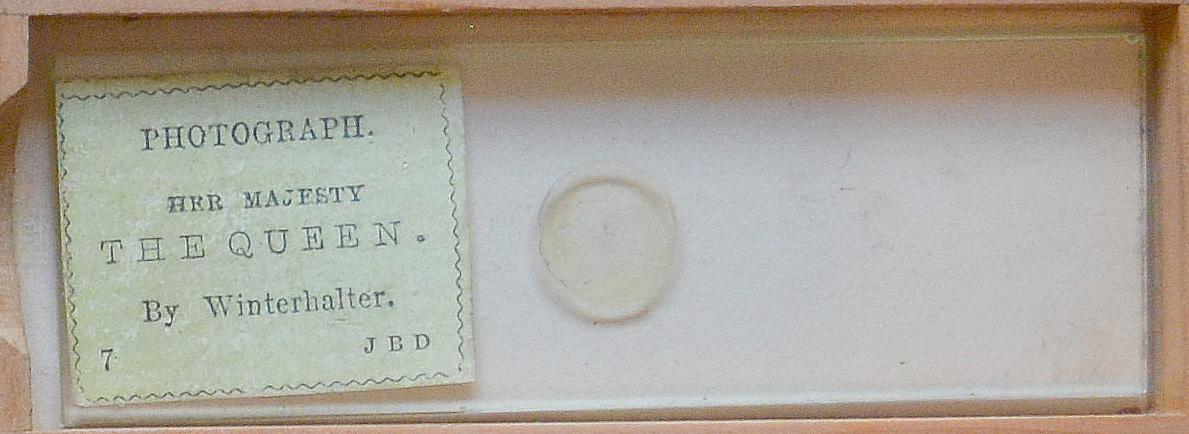 PHOTOGRAPH.
HER MAJESTY
THE QUEEN.
By Winterhalter.
7 JBD